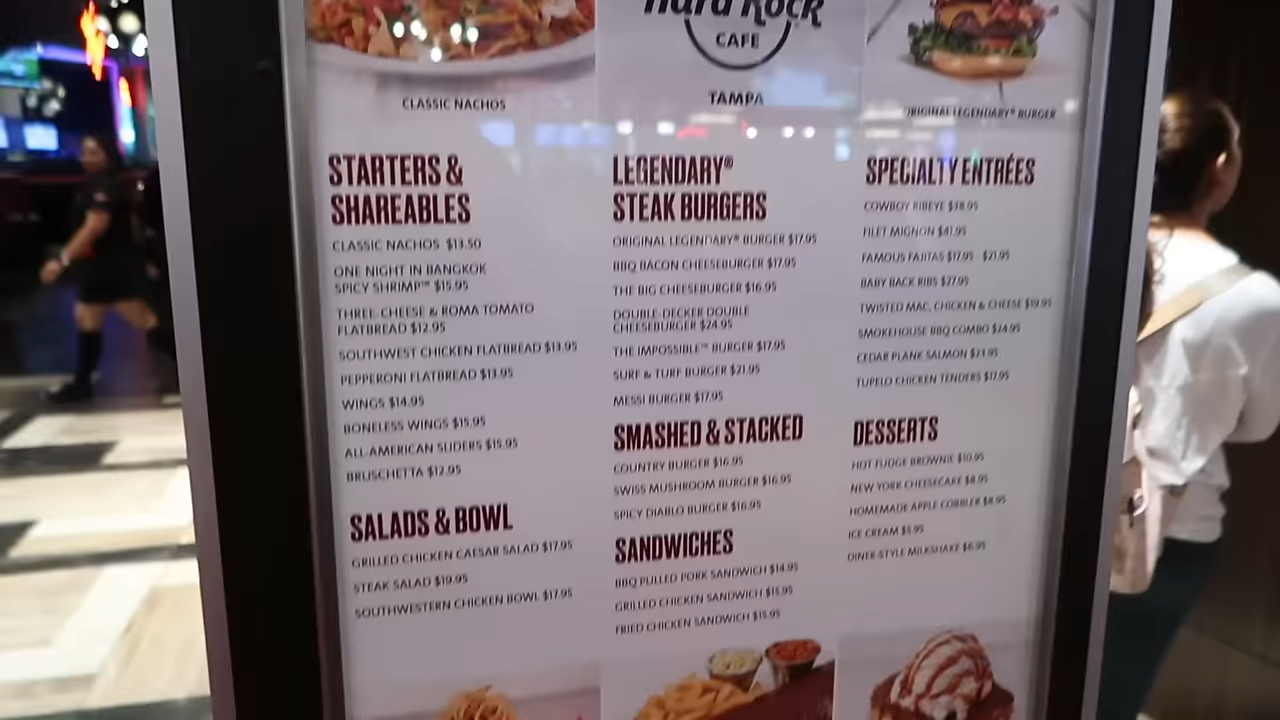 CLASSIC NACHOS
Hard Rock
CAFE
TAMPA
ORIGINAL LEGENDARY® BURGER
STARTERS &
SHAREABLES
CLASSIC NACHOS $13.50
ONE NIGHT IN BANGKOK
SPICY SHRIMP™ $15.95
THREE-CHEESE & ROMA TOMATO
FLATBREAD $12.95
SOUTHWEST CHICKEN FLATBREAD $13.95
PEPPERONI FLATBREAD $13.95
WINGS $14.95
BONELESS WINGS $15.95
ALL-AMERICAN SLIDERS $15.95
BRUSCHETTA $12.95
SALADS & BOWL
GRILLED CHICKEN CAESAR SALAD $17.95
STEAK SALAD $19.95
SOUTHWESTERN CHICKEN BOWL $17.95
LEGENDARY®
STEAK BURGERS
ORIGINAL LEGENDARY® BURGER $17.95
BBQ BACON CHEESEBURGER $17.95
THE BIG CHEESEBURGER $16.95
DOUBLE-DECKER DOUBLE
CHEESEBURGER $24.95
THE IMPOSSIBLE™ BURGER $17.95
SURF & TURF BURGER $21.95
MESSI BURGER $17.95
SMASHED & STACKED
COUNTRY BURGER $16.95
SWISS MUSHROOM BURGER $16.95
SPICY DIABLO BURGER $16.95
SANDWICHES
BBQ PULLED PORK SANDWICH $14.95
GRILLED CHICKEN SANDWICH $15.95
FRIED CHICKEN SANDWICH $15.95
SPECIALTY ENTRÉES
COWBOY RIBEYE
FILET MIGNON $41.95
FAMOUS FAJITAS $17.95 - $21.95
BABY BACK RIBS $27.95
TWISTED MAC, CHICKEN & CHEESE $19.95
SMOKEHOUSE BBQ COMBO $24.95
CEDAR PLANK SALMON
TUPELO CHICKEN TENDERS $17.95
DESSERTS
HOT FUDGE BROWNIE $10.95
NEW YORK CHEESECAKE $8.95
HOMEMADE APPLE COBBLER $8.95
ICE CREAM
DINER-STYLE MILKSHAKE $6.95